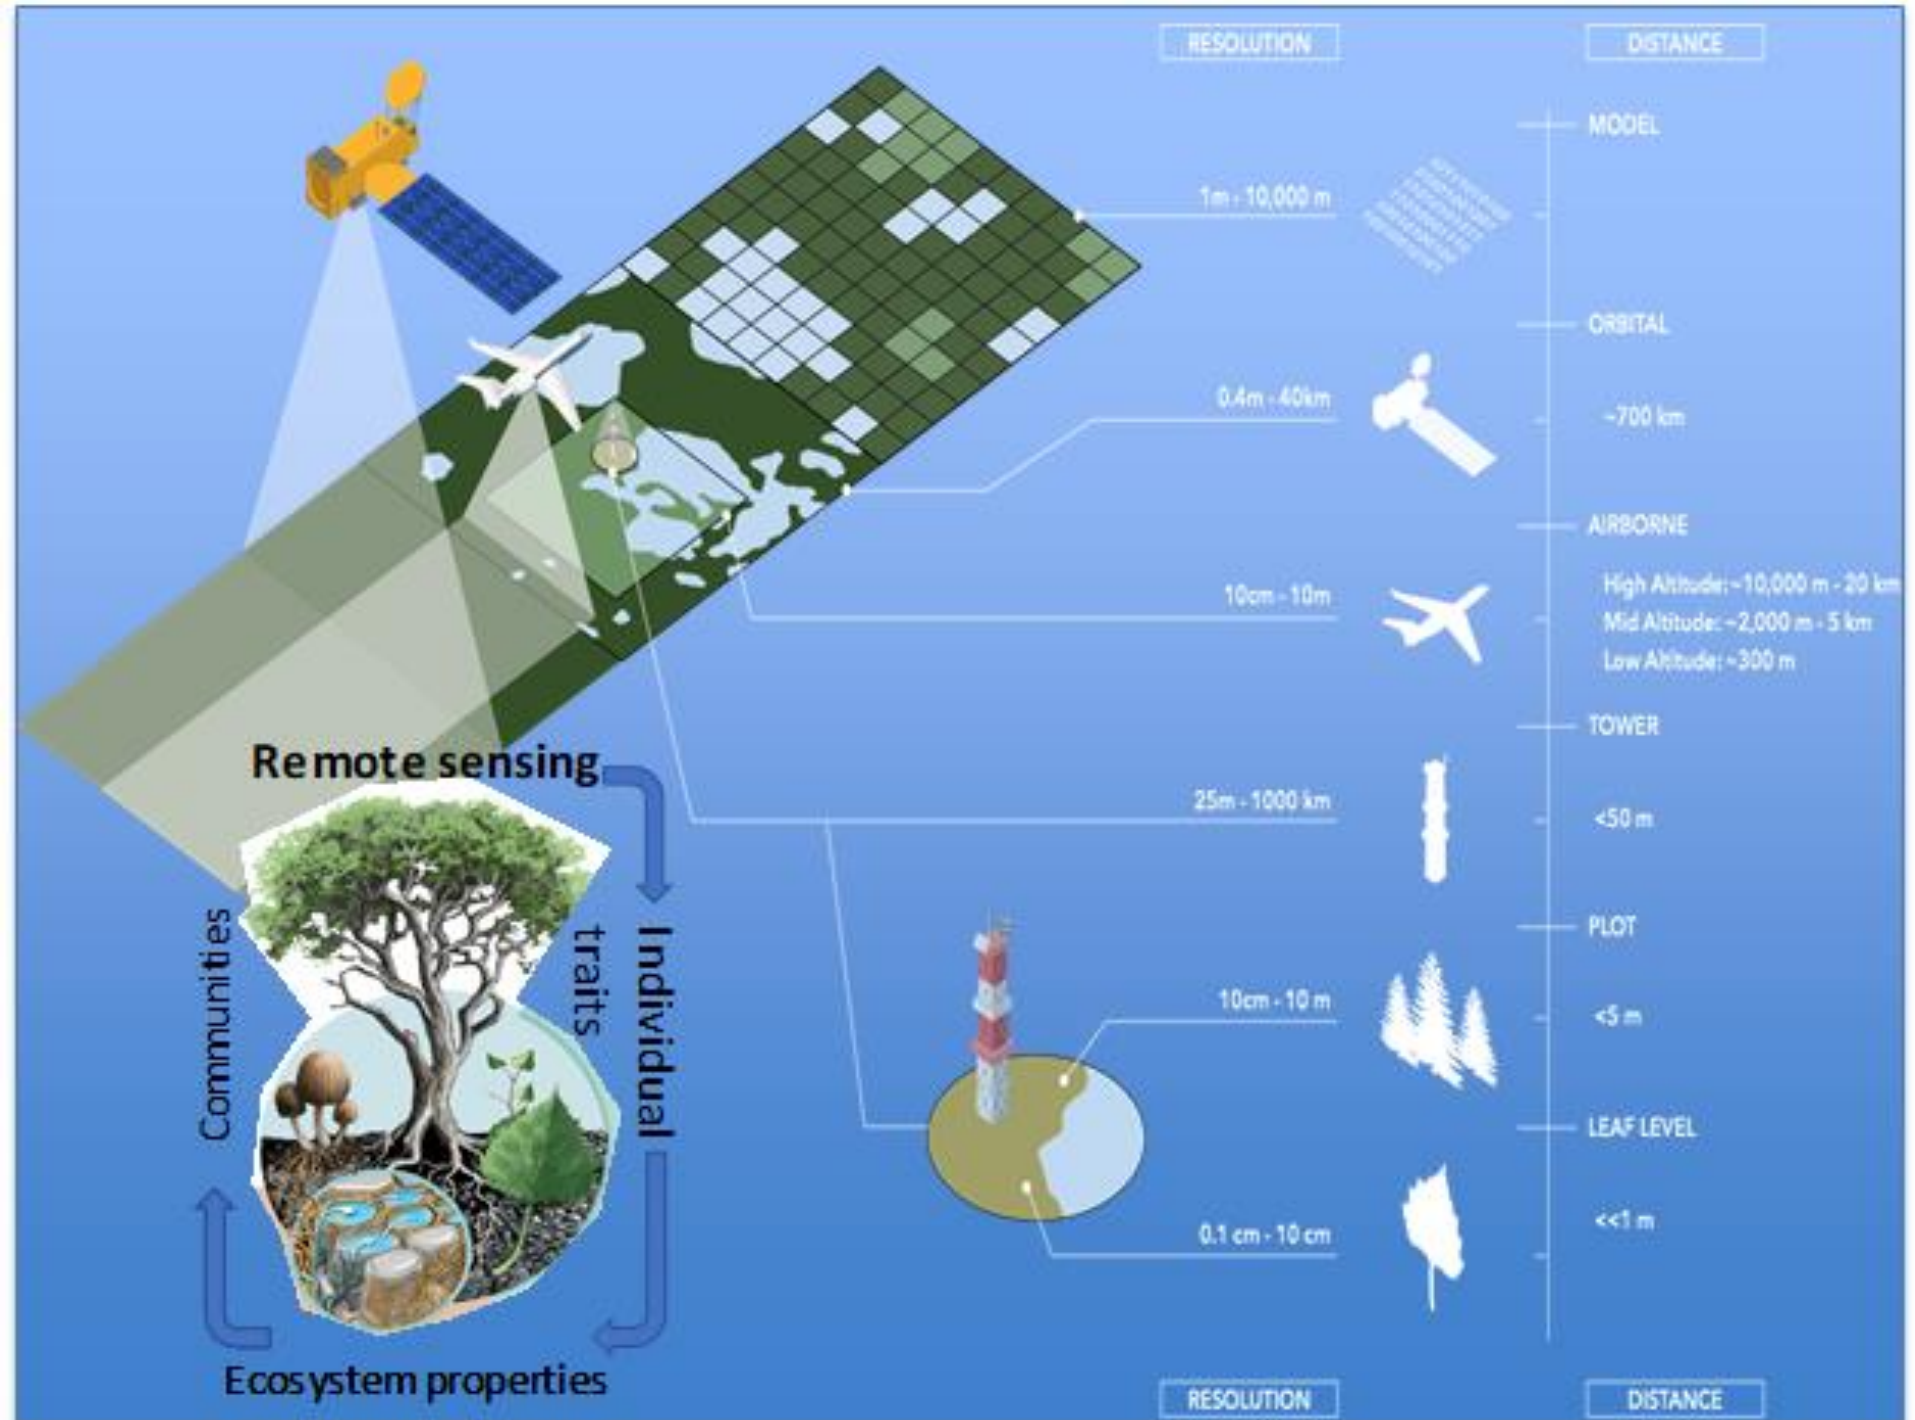 RESOLUTION
DISTANCE
MODEL
1m - 10,000 m
ORBITAL
0.4m - 40km
~700 km
AIRBORNE
10cm - 10m
High Altitude: ~10,000 m - 20 km
Mid Altitude: ~2,000 m - 5 km
Low Altitude: ~300 m
TOWER
25m - 1000 km
<50 m
PLOT
10cm - 10 m
<5 m
LEAF LEVEL
0.1 cm - 10 cm
<<1 m
Remote sensing
Individual
traits
Communities
Ecosystem properties
RESOLUTION
DISTANCE